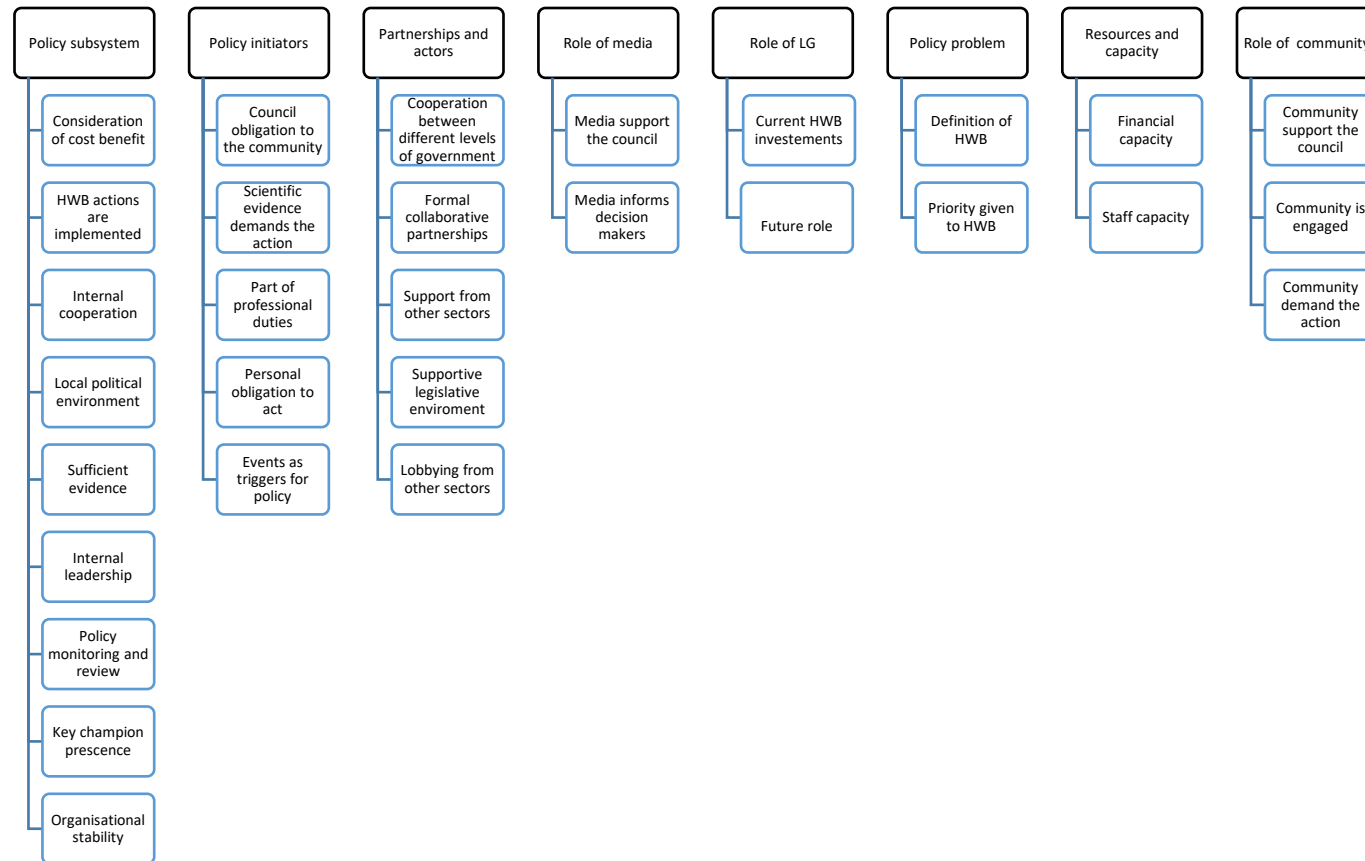 Policy subsystem
Consideration
of cost benefit
HWB actions
are
implemented
Internal
cooperation
Local political
environment
Sufficient
evidence
Internal
leadership
Policy
monitoring and
review
Key champion
prescence
Organisational
stability
Policy initiators
Council
obligation to
the community
Scientific
evidence
demands the
action
Part of
professional
duties
Personal
obligation to
act
Events as
triggers for
policy
Partnerships and
actors
Cooperation
between
different levels
of government
Formal
collaborative
partnerships
Support from
other sectors
Supportive
legislative
enviroment
Lobbying from
other sectors
Role of media
Media support
the council
Media informs
decision
makers
Role of LG
Current HWB
investements
Future role
Policy problem
Definition of
HWB
Priority given
to HWB
Resources and
capacity
Financial
capacity
Staff capacity
Role of community
Community
support the
council
Community is
engaged
Community
demand the
action